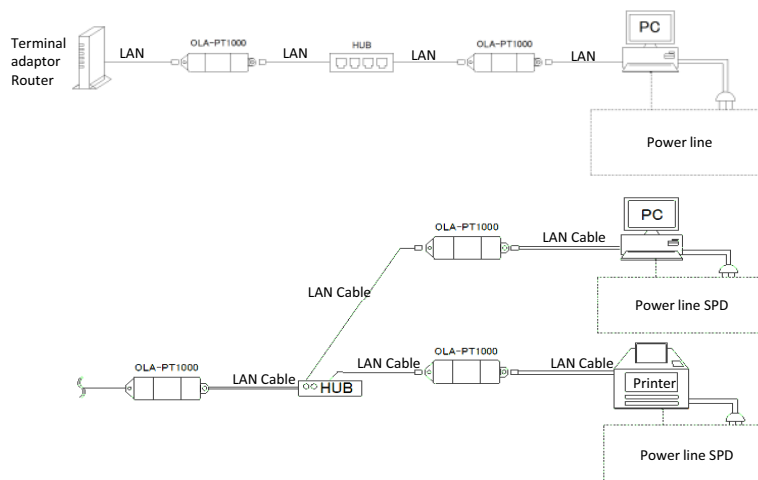 Terminal
adaptor
Router
LAN
OLA-PT1000
LAN
HUB
LAN
OLA-PT1000
LAN
PC
Power line
OLA-PT1000
LAN Cable
PC
LAN Cable
Power line SPD
OLA-PT1000
LAN Cable
HUB
LAN Cable
OLA-PT1000
LAN Cable
Printer
Power line SPD